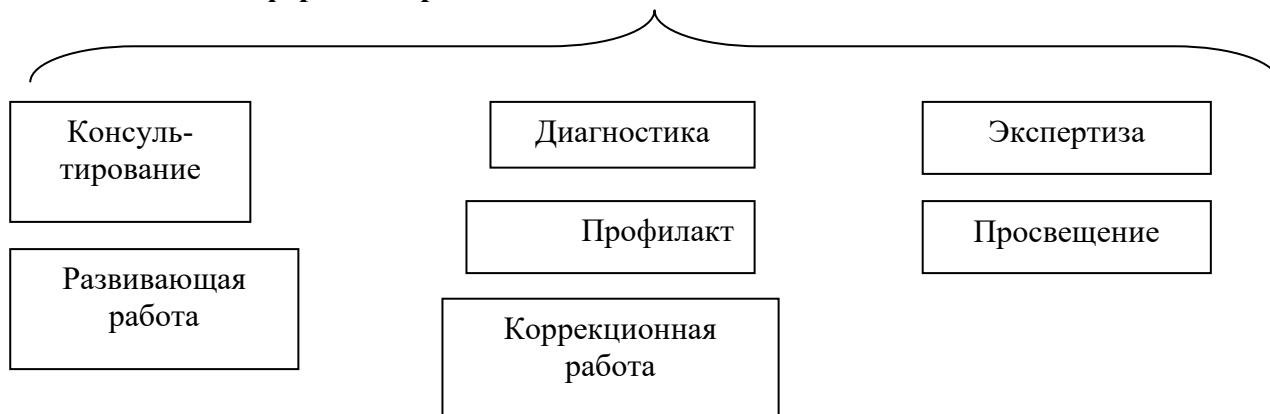 Консуль-
тирование
Диагностика
Экспертиза
Профилакт
Просвещение
Развивающая
работа
Коррекционная
работа